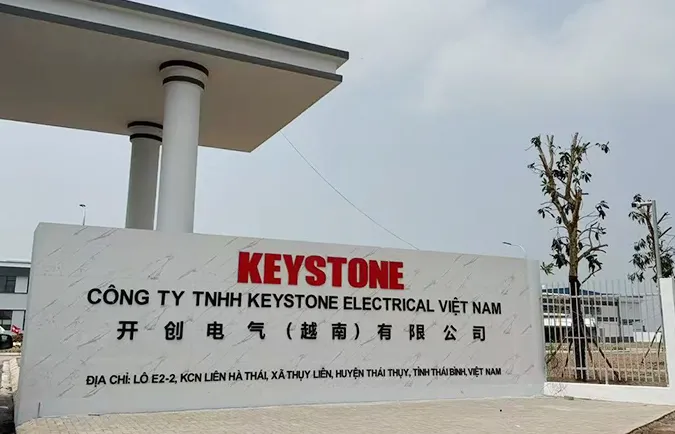 KEYSTONE
CÔNG TY TNHH KEYSTONE ELECTRICAL VIỆT NAM
开创电气（越南）有限公司
ĐỊA CHỈ: LÔ E2-2, KCN LIÊN HÀ THÁI, XÃ THỤY LIÊN, HUYỆN THÁI THỤY, TỈNH THÁI BÌNH, VIỆT NAM